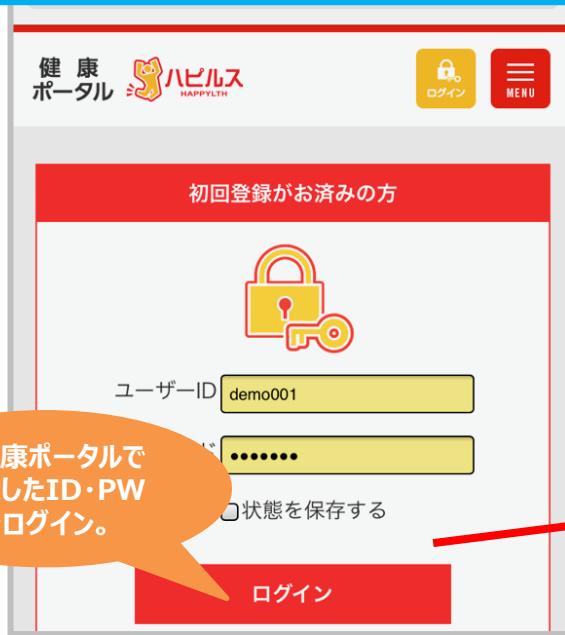 健 康
ポータル
ハピルス
HAPPYLTH
ログイン
MENU
初回登録がお済みの方
ユーザーID
demo001
•••••••
状態を保存する
康ポータルで
したID・PW
ログイン。
ログイン